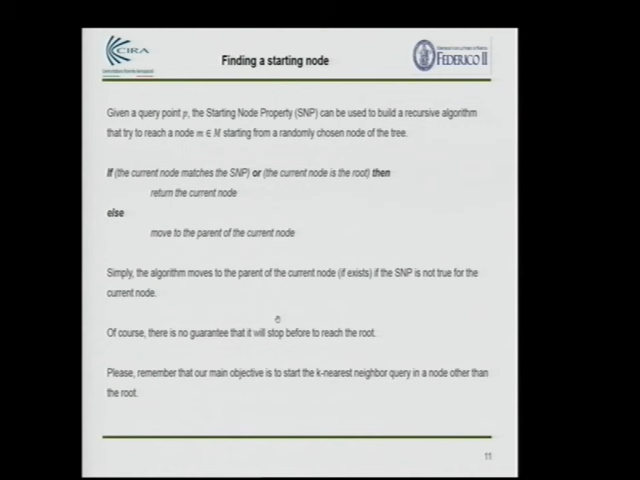 CIRA
Finding a starting node
FEDERICO II
Given a query point p, the Starting Node Property (SNP) can be used to build a recursive algorithm
that try to reach a node m ∈ M starting from a randomly chosen node of the tree.
If (the current node matches the SNP) or (the current node is the root) then
return the current node
else
move to the parent of the current node
Simply, the algorithm moves to the parent of the current node (if exists) if the SNP is not true for the
current node.
Of course, there is no guarantee that it will stop before to reach the root.
Please, remember that our main objective is to start the k-nearest neighbor query in a node other than
the root.
11